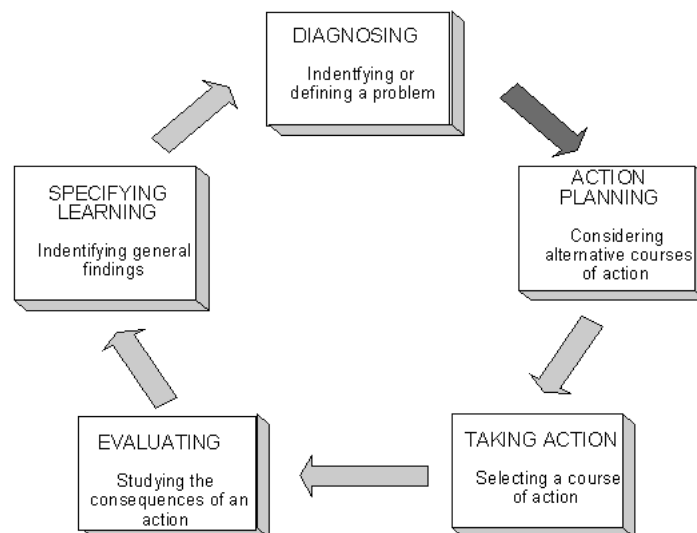 DIAGNOSING
Indentfying or
defining a problem
ACTION
PLANNING
Considering
alternative courses
of action
TAKING ACTION
Selecting a course
of action
EVALUATING
Studying the
consequences of an
action
SPECIFYING
LEARNING
Indentifying general
findings